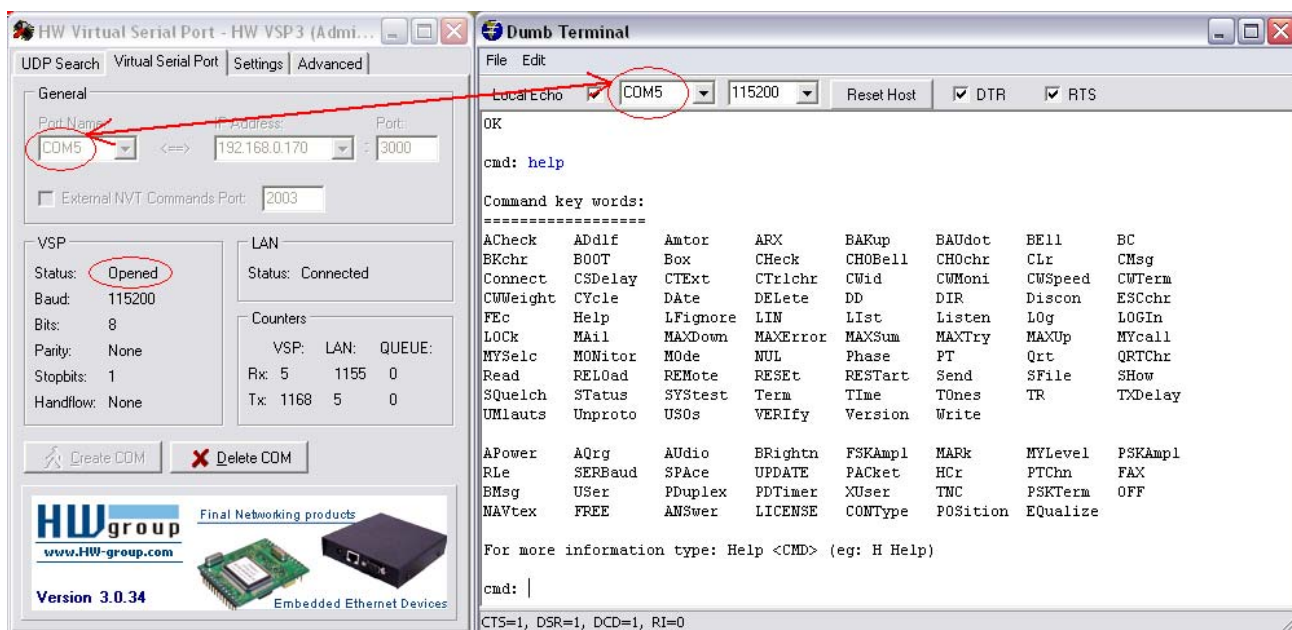 HW Virtual Serial Port - HW VSP3 (Admi...
UDP Search Virtual Serial Port Settings Advanced
General
Port Name: IP Address: Port:
COM5 <==> 192.168.0.170 : 3000
External NVT Commands Port: 2003
VSP
Status: Opened
Baud: 115200
Bits: 8
Parity: None
Stopbits: 1
Handflow: None
LAN
Status: Connected
Counters
VSP: LAN: QUEUE:
Rx: 5 1155 0
Tx: 1168 5 0
Create COM Delete COM
HW group
www.HW-group.com
Final Networking products
Version 3.0.34
Embedded Ethernet Devices
Dumb Terminal
File Edit
Local Echo COM5 115200 Reset Host DTR RTS
OK
cmd: help
Command key words:
==================
ACheck ADdlf Amtor ARX BAKup BAUdot BEll BC
BKchr BOOT Box CHeck CHOBell CHOchr CLr CMsg
Connect CSDelay CTExt CTrlchr CWid CWMoni CWSpeed CWTerm
CWWeight CYcle DAte DELete DD DIR Discon ESCchr
FEc Help LFignore LIN LIst Listen LOg LOGIn
LOCk MAil MAXDown MAXError MAXSum MAXTry MAXUp MYcall
MYSelc MONitor MOde NUL Phase PT Qrt QRTChr
Read RELOad REMote RESEt RESTart Send SFile SHow
SQuelch STatus SYStest Term TIme TOnes TR TXDelay
UMlauts Unproto USOs VERIfy Version Write
APower AQrg AUdio BRightn FSKAmpl MARk MYLevel PSKAmpl
RLe SERBaud SPAce UPDATE PACket HCr PTChn FAX
BMsg USer PDuplex PDTimer XUser TNC PSKTerm OFF
NAVtex FREE ANSwer LICENSE CONType POSition EQualize
For more information type: Help <CMD> (eg: H Help)
cmd:
CTS=1, DSR=1, DCD=1, RI=0